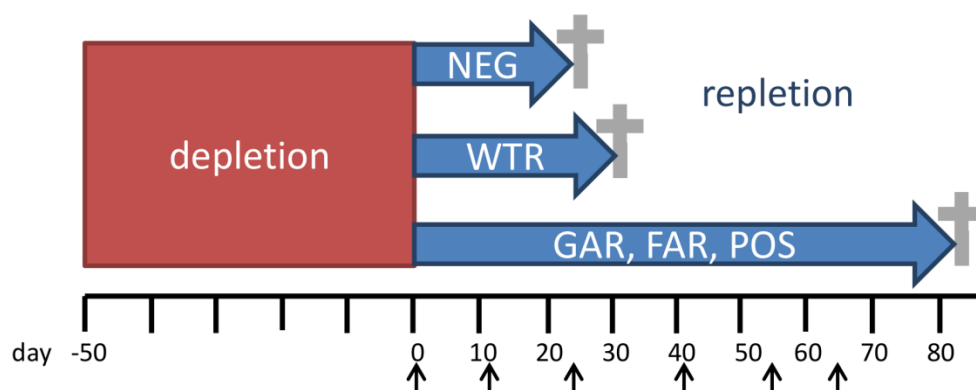 NEG
repletion
depletion
WTR
GAR, FAR, POS
day -50 0 10 20 30 40 50 60 70 80